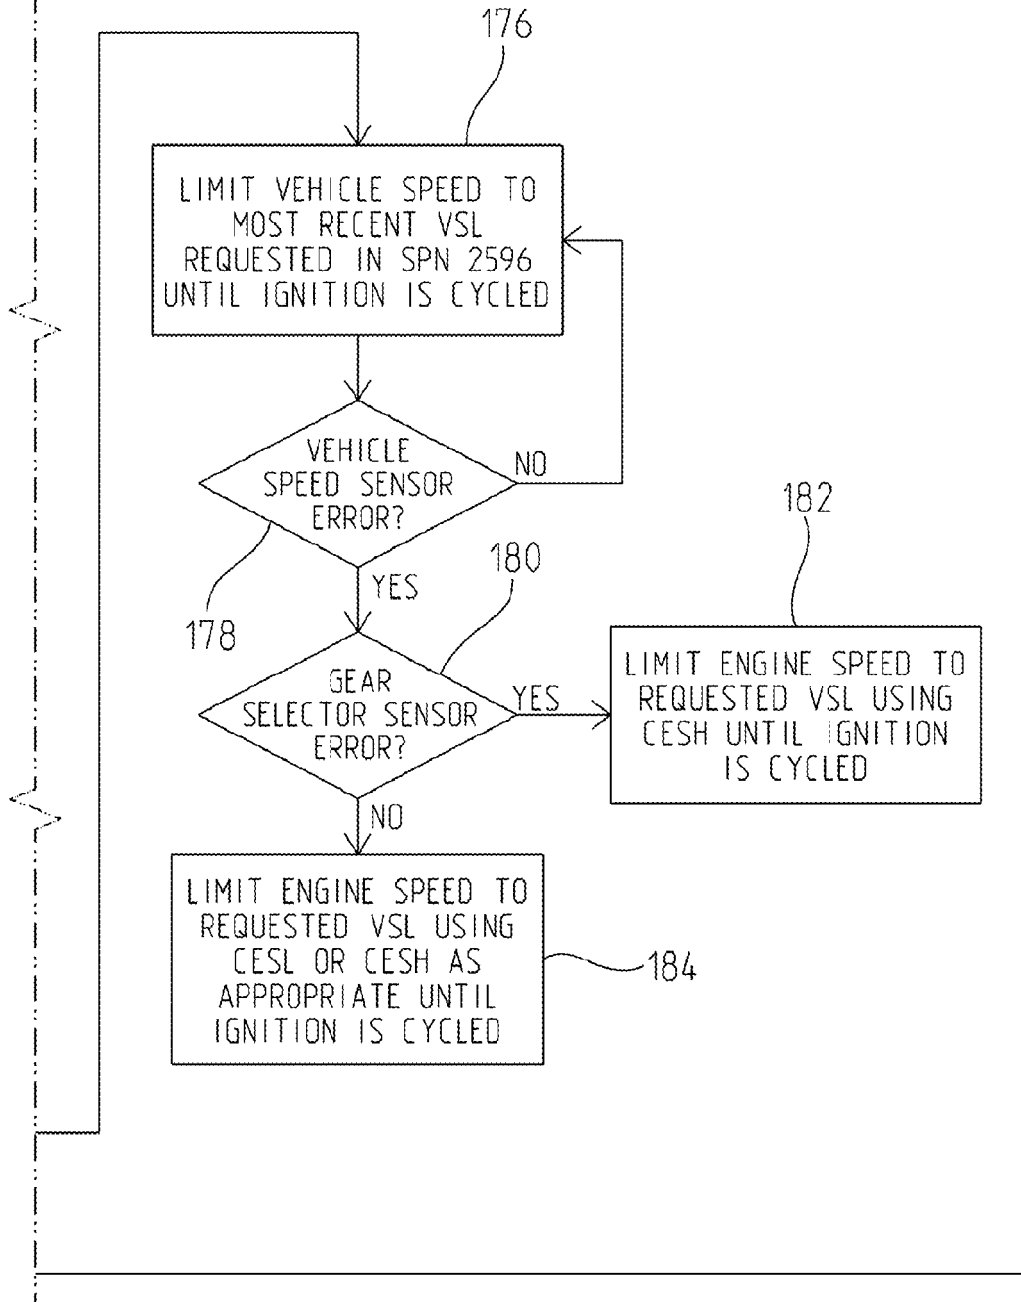 176
LIMIT VEHICLE SPEED TO
MOST RECENT VSL
REQUESTED IN SPN 2596
UNTIL IGNITION IS CYCLED
VEHICLE
SPEED SENSOR
ERROR?
NO
178
YES
180
182
GEAR
SELECTOR SENSOR
ERROR?
YES
LIMIT ENGINE SPEED TO
REQUESTED VSL USING
CESH UNTIL IGNITION
IS CYCLED
NO
LIMIT ENGINE SPEED TO
REQUESTED VSL USING
CESL OR CESH AS
APPROPRIATE UNTIL
IGNITION IS CYCLED
184